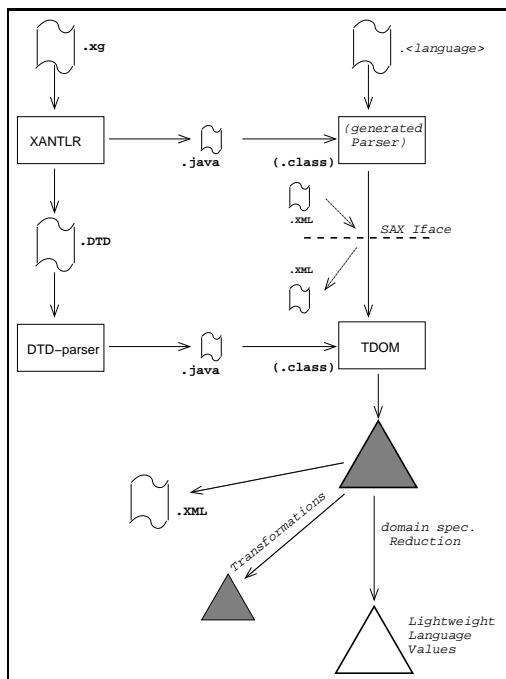 .xg
.<language>
XANTLR
.java
(.class)
(generated
Parser)
.XML
SAX Iface
.DTD
.XML
DTD-parser
.java
(.class)
TDOM
.XML
Transformations
domain spec.
Reduction
Lightweight
Language
Values